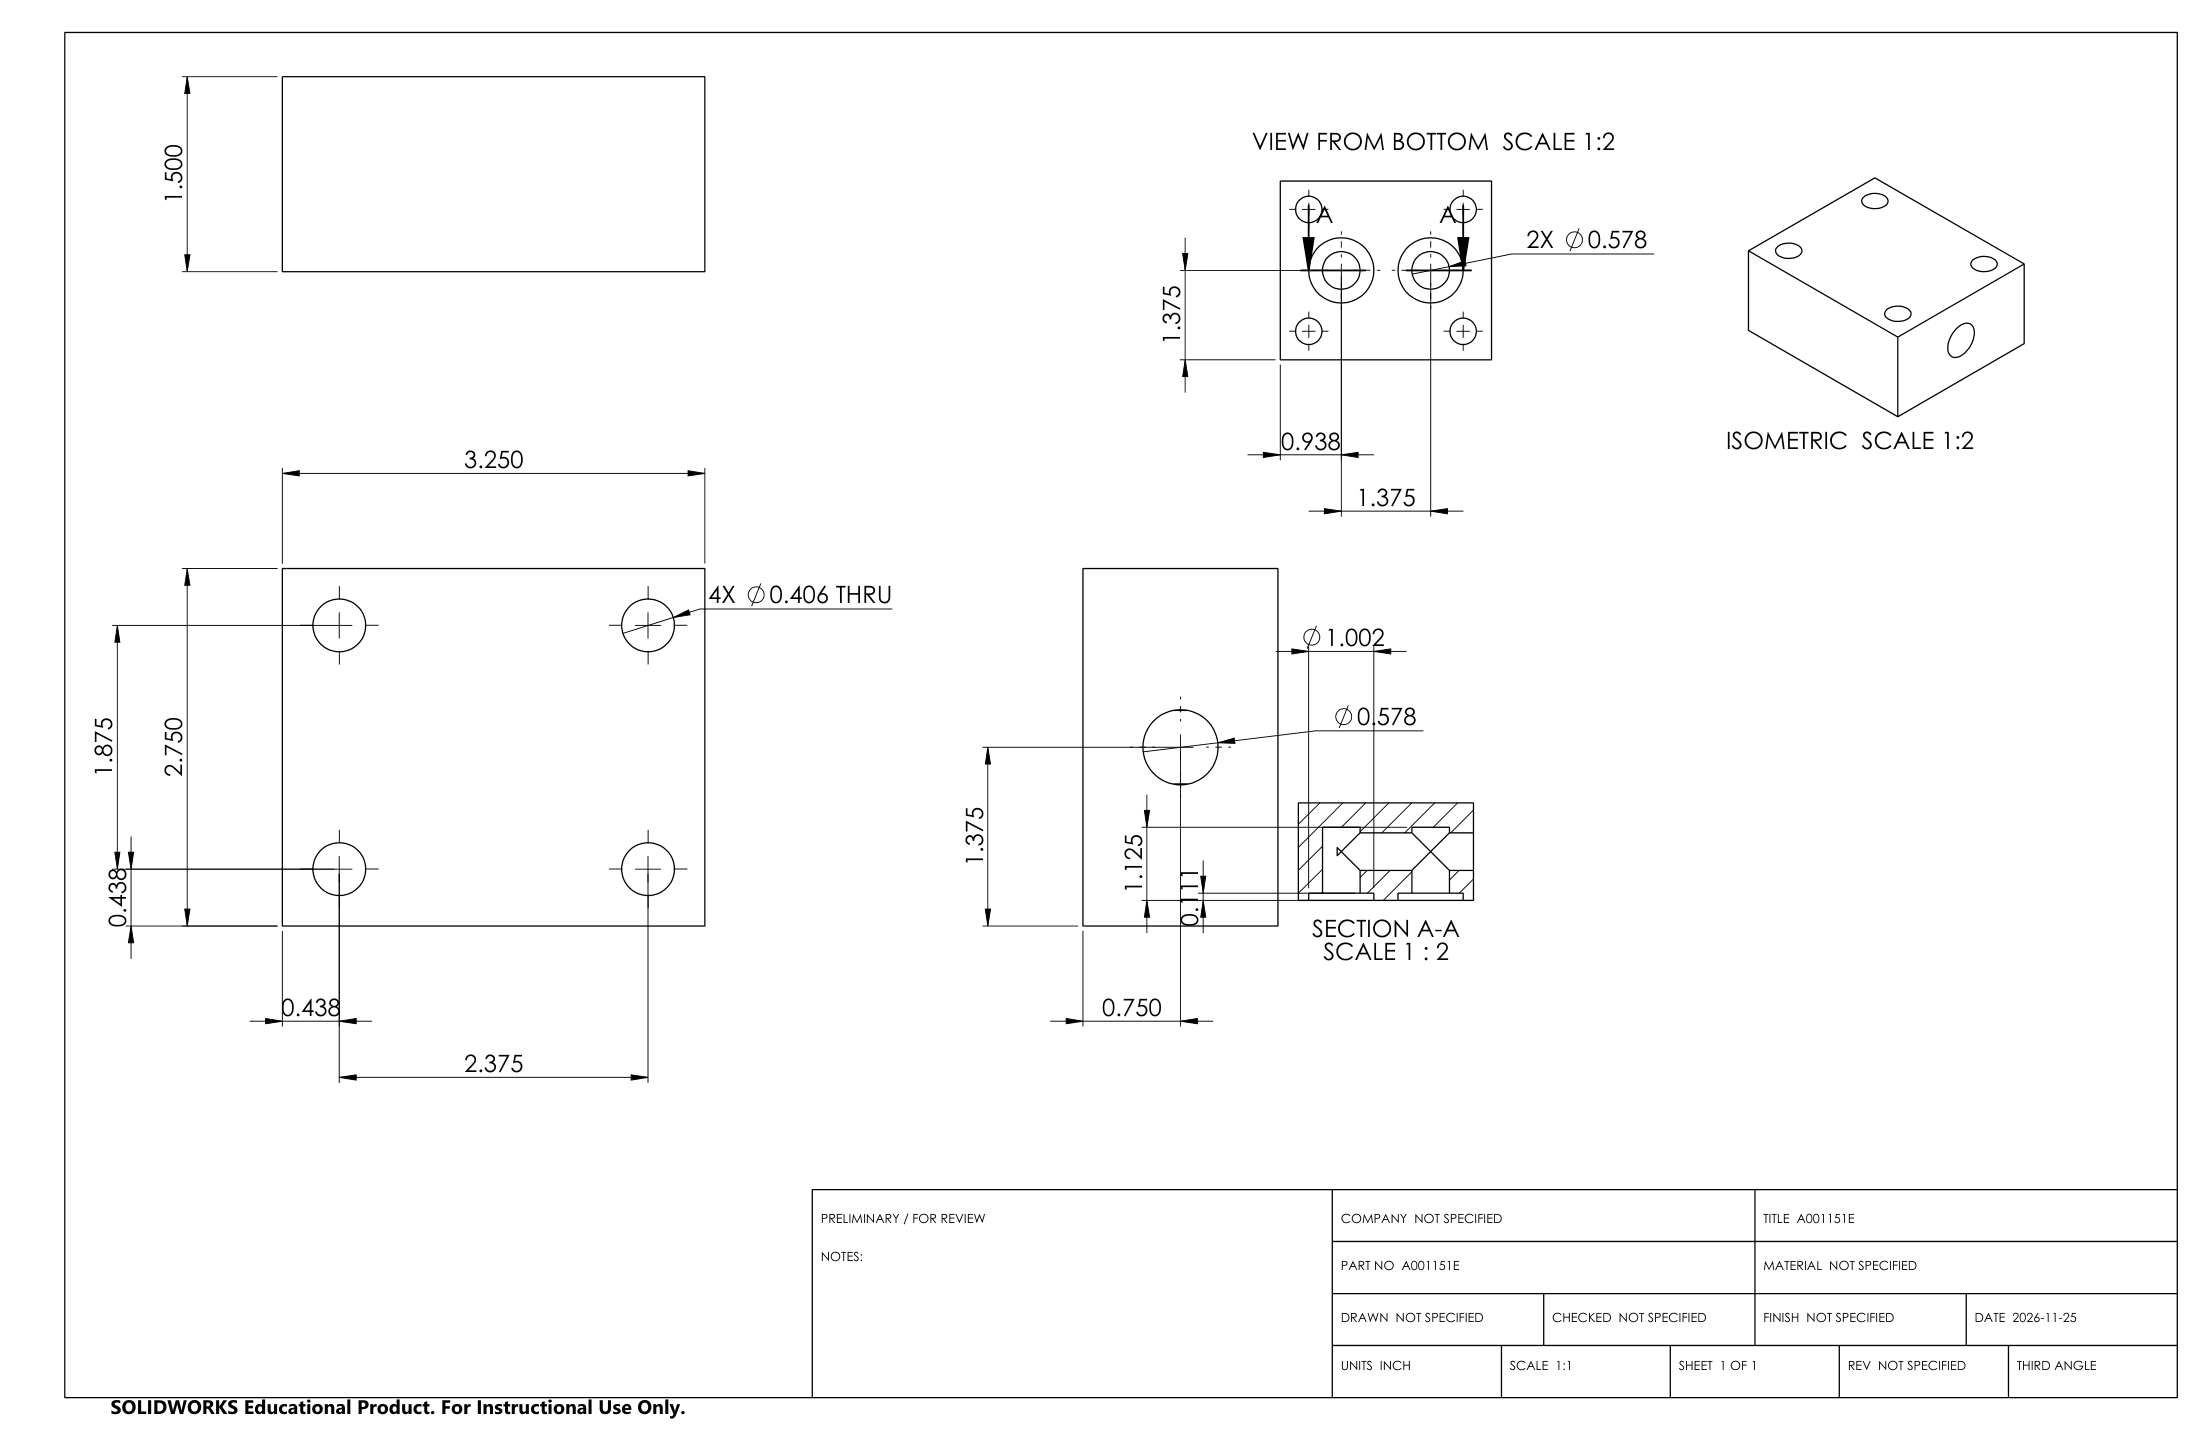 1.500
VIEW FROM BOTTOM  SCALE 1:2
A
A
2X ∅0.578
1.375
0.938
1.375
ISOMETRIC  SCALE 1:2
3.250
4X ∅0.406 THRU
1.875
2.750
0.438
0.438
2.375
∅1.002
∅0.578
1.375
1.125
0.111
0.750
SECTION A-A
SCALE 1 : 2
PRELIMINARY / FOR REVIEW
NOTES:
COMPANY  NOT SPECIFIED
TITLE  A001151E
PART NO  A001151E
MATERIAL  NOT SPECIFIED
DRAWN  NOT SPECIFIED
CHECKED  NOT SPECIFIED
FINISH  NOT SPECIFIED
DATE  2026-11-25
UNITS  INCH
SCALE  1:1
SHEET  1 OF 1
REV  NOT SPECIFIED
THIRD ANGLE
SOLIDWORKS Educational Product. For Instructional Use Only.